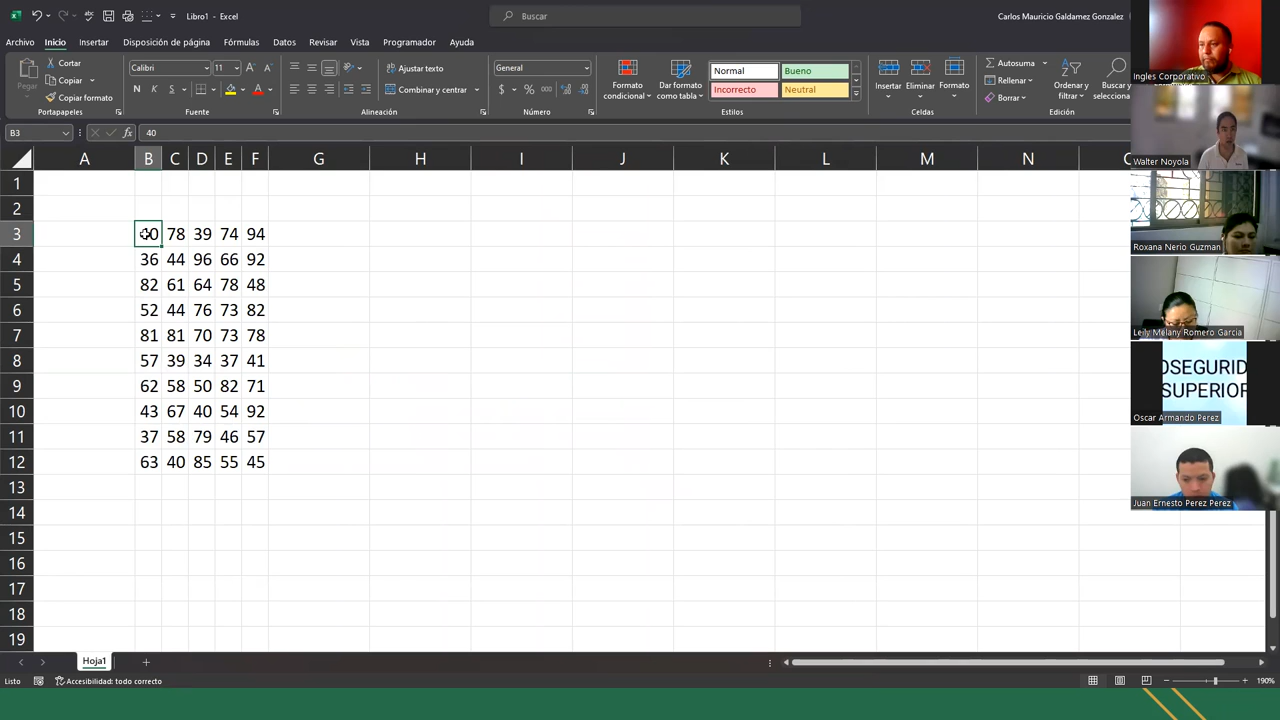 Libro1 - Excel
Buscar
Carlos Mauricio Galdamez Gonzalez
Archivo Inicio Insertar Disposición de página Fórmulas Datos Revisar Vista Programador Ayuda
Pegar
Cortar
Copiar
Copiar formato
Portapapeles
Calibri 11
N K S
Fuente
Ajustar texto
Combinar y centrar
Alineación
General
$ % 000
Número
Formato condicional
Dar formato como tabla
Normal Bueno
Incorrecto Neutral
Estilos
Insertar Eliminar Formato
Celdas
Autosuma
Rellenar
Borrar
Ordenar y
Buscar y
selecciona
Edición
B3 fx 40
A B C D E F G H I J K L M N
1
2
3 78 39 74 94
4 36 44 96 66 92
5 82 61 64 78 48
6 52 44 76 73 82
7 81 81 70 73 78
8 57 39 34 37 41
9 62 58 50 82 71
10 43 67 40 54 92
11 37 58 79 46 57
12 63 40 85 55 45
13
14
15
16
17
18
19
Hoja1
Listo Accesibilidad: todo correcto 190%
Ingles Corporativo
Walter Noyola
Roxana Nerio Guzman
Leily Melany Romero Garcia
OSEGURID
SUPERIOR
Oscar Armando Perez
Juan Ernesto Perez Perez